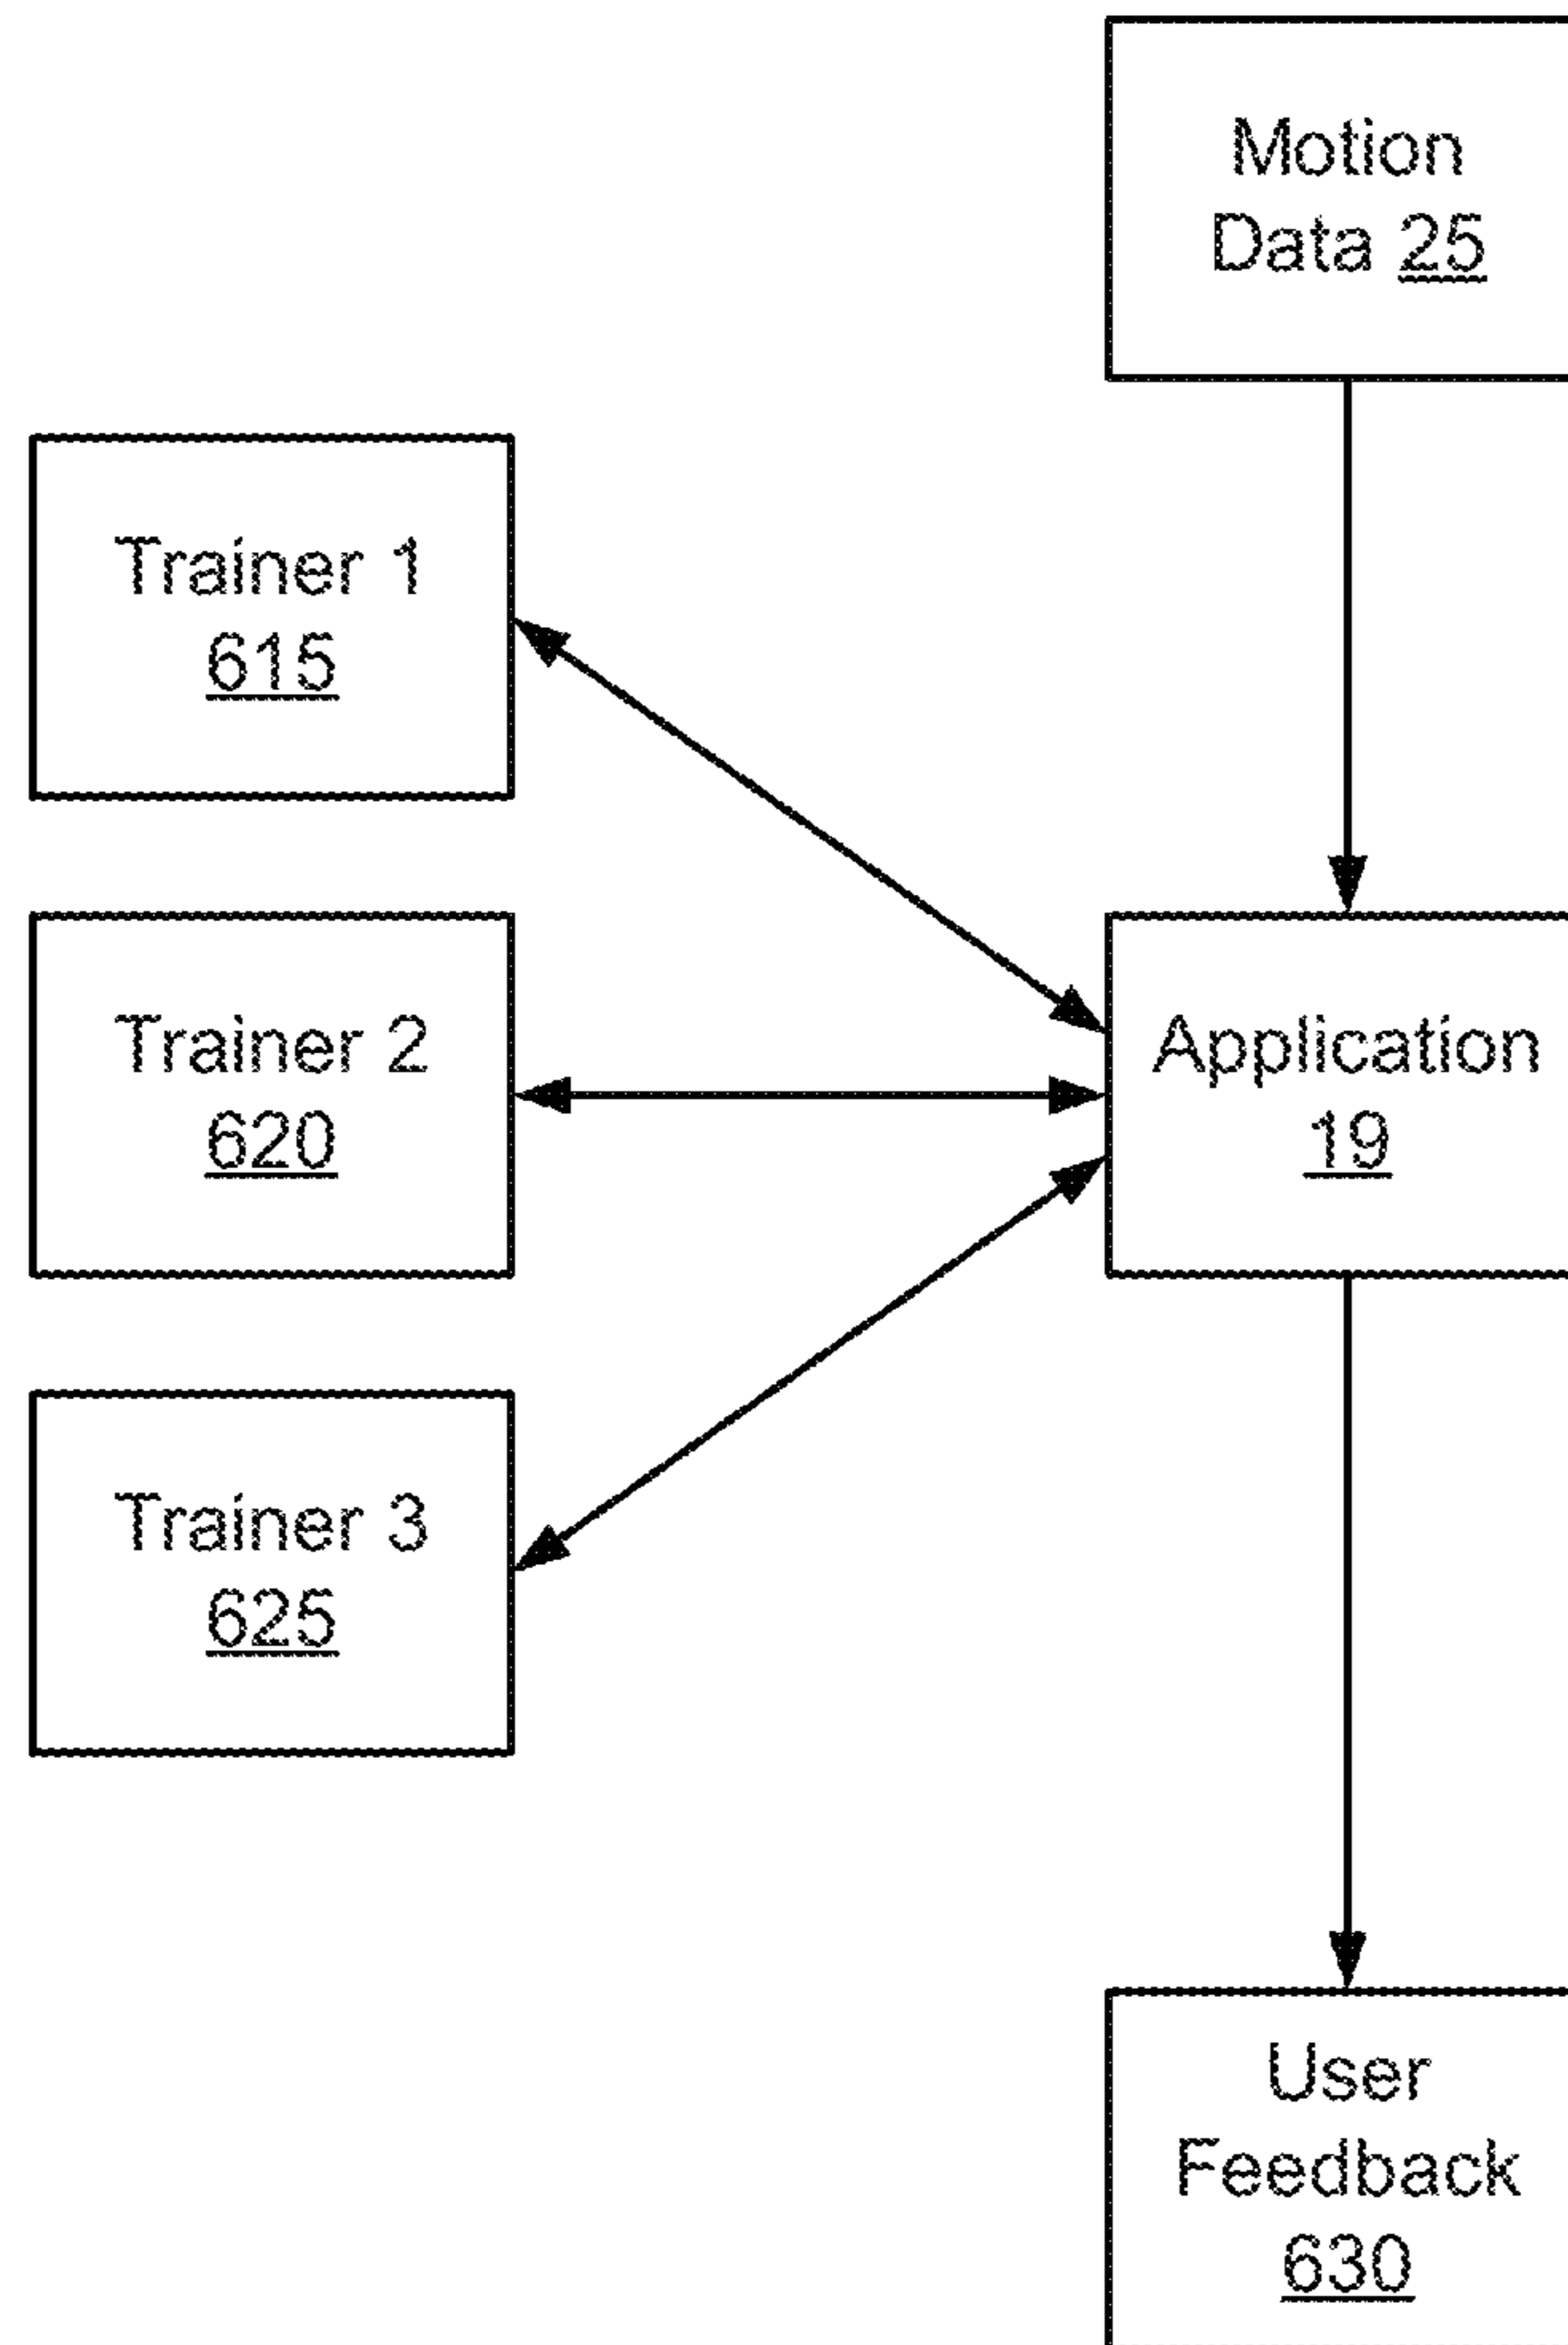 Motion
Data 25
Trainer 1
615
Trainer 2
620
Application
19
Trainer 3
625
User
Feedback
630